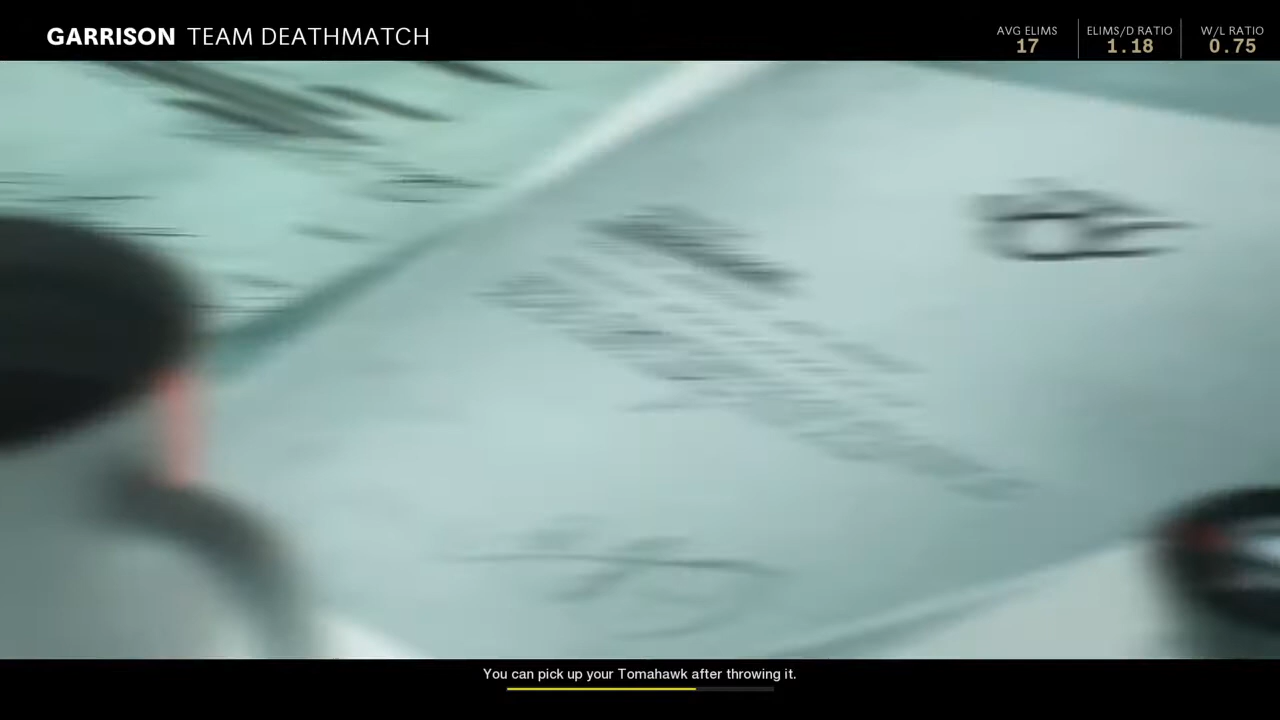 GARRISON TEAM DEATHMATCH
AVG ELIMS
17
ELIMS/D RATIO
1.18
W/L RATIO
0.75
You can pick up your Tomahawk after throwing it.